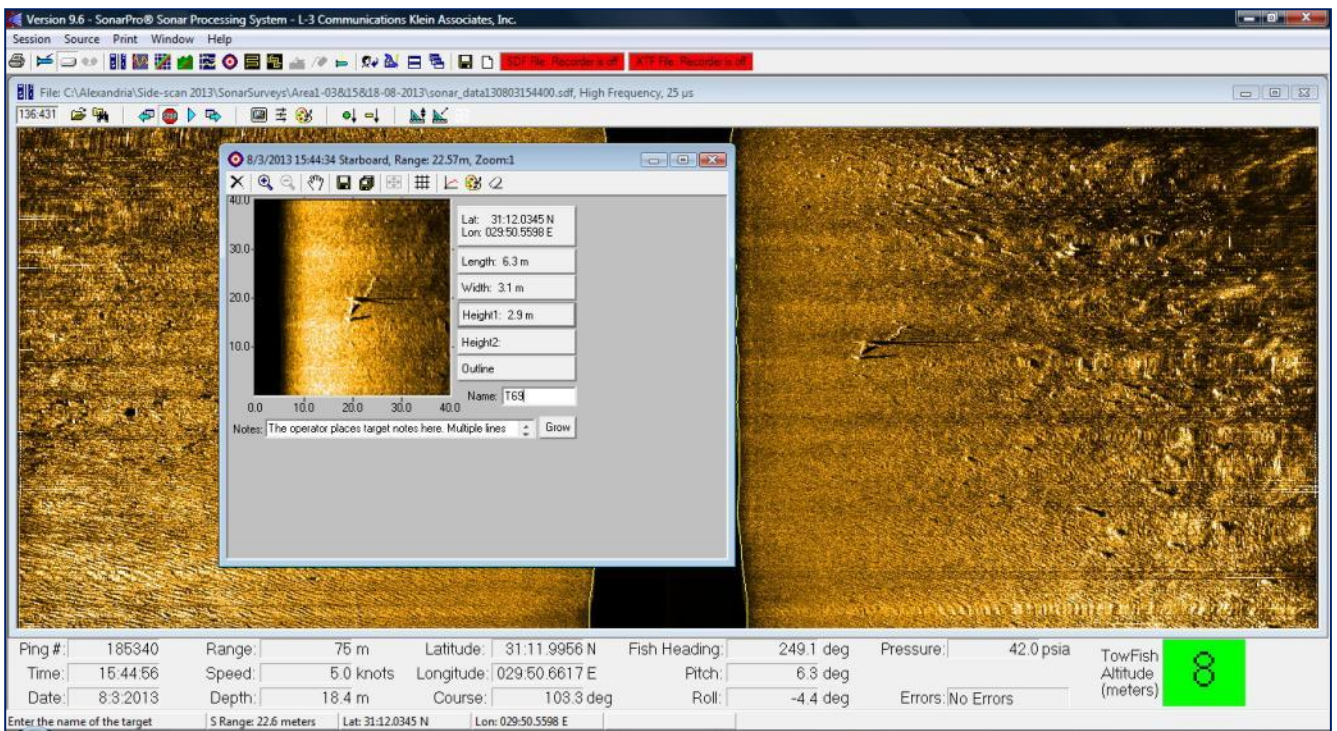 Version 9.6 - SonarPro® Sonar Processing System - L-3 Communications Klein Associates, Inc.
Session Source Print Window Help
SDF File: Recorder is off XTF File: Recorder is off
File: C:\Alexandria\Side-scan 2013\SonarSurveys\Area1-03&15&18-08-2013\sonar_data130803154400.sdf, High Frequency, 25 µs
136:431
8/3/2013 15:44:34 Starboard, Range: 22.57m, Zoom:1
40.0
30.0
20.0
10.0
0.0 10.0 20.0 30.0 40.0
Lat: 31:12.0345 N
Lon: 029:50.5598 E
Length: 6.3 m
Width: 3.1 m
Height1: 2.9 m
Height2:
Outline
Name: T69
Notes: The operator places target notes here. Multiple lines Grow
Ping #: 185340 Range: 75 m Latitude: 31:11.9956 N Fish Heading: 249.1 deg Pressure: 42.0 psia
Time: 15:44:56 Speed: 5.0 knots Longitude: 029:50.6617 E Pitch: 6.3 deg
Date: 8:3:2013 Depth: 18.4 m Course: 103.3 deg Roll: -4.4 deg Errors: No Errors
TowFish
Altitude
(meters)
8
Enter the name of the target S Range: 22.6 meters Lat: 31:12.0345 N Lon: 029:50.5598 E